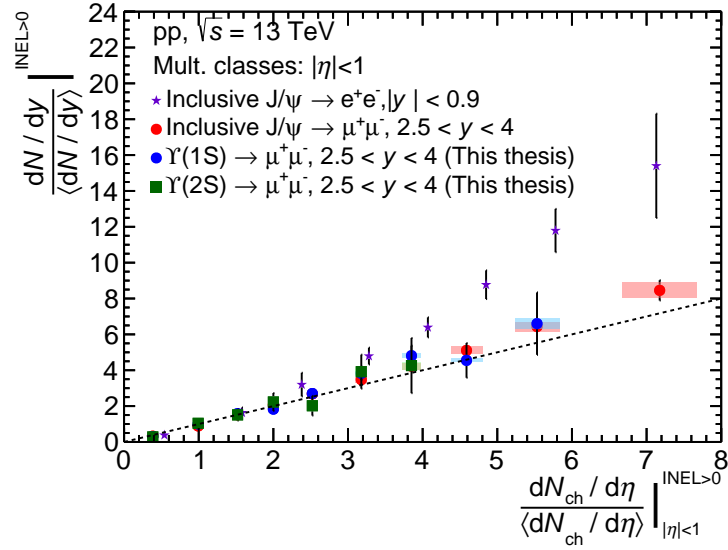 pp, √s = 13 TeV
Mult. classes: |η|<1
Inclusive J/ψ → e⁺e⁻,|y | < 0.9
Inclusive J/ψ → μ⁺μ⁻, 2.5 < y < 4
ϒ(1S) → μ⁺μ⁻, 2.5 < y < 4 (This thesis)
ϒ(2S) → μ⁺μ⁻, 2.5 < y < 4 (This thesis)
dN / dy
⟨dN / dy⟩
INEL>0
24
22
20
18
16
14
12
10
8
6
4
2
0
0 1 2 3 4 5 6 7 8
dN_ch / dη
⟨dN_ch / dη⟩
INEL>0
|η|<1